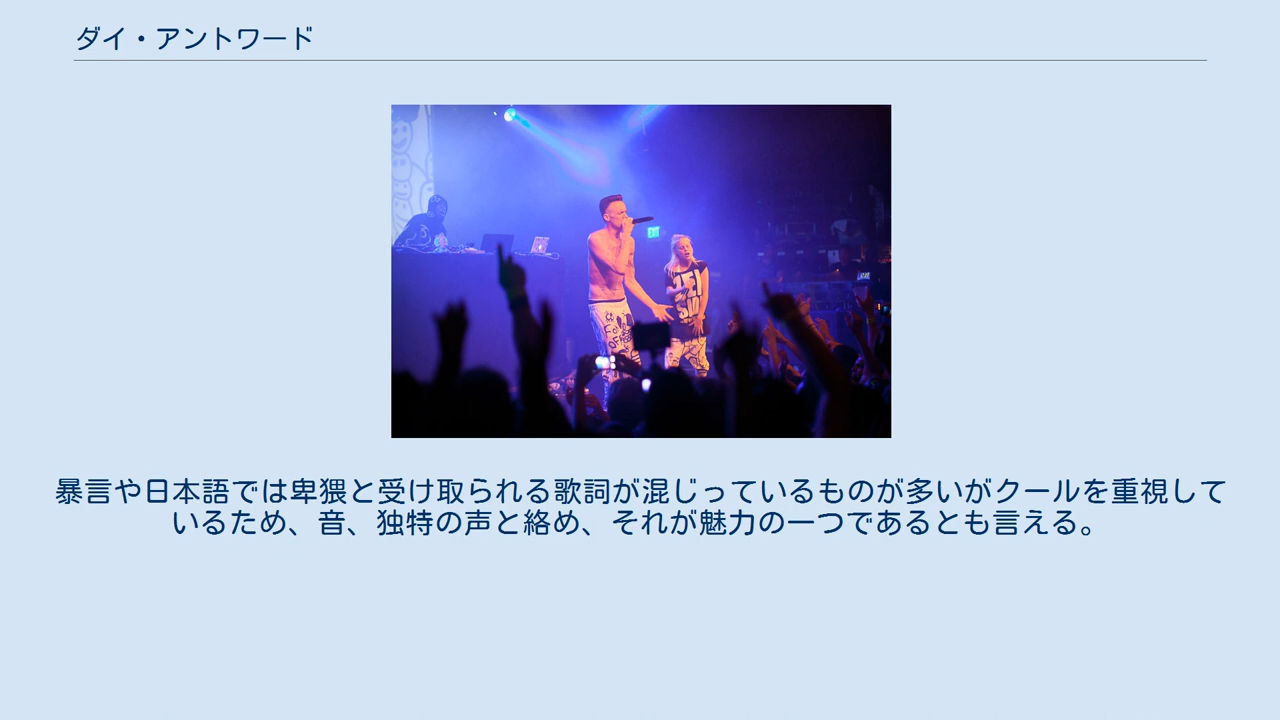 ダイ・アントワード
暴言や日本語では卑猥と受け取られる歌詞が混じっているものが多いがクールを重視して
いるため、音、独特の声と絡め、それが魅力の一つであるとも言える。